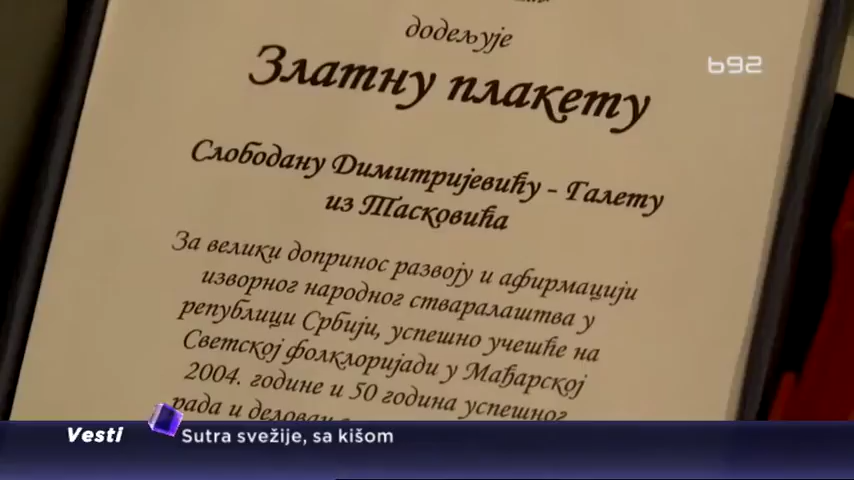 додељује
Златну плакету
b92
Слободану Димитријевићу - Галету
из Тасковића
За велики допринос развоју и афирмацији
изворног народног стваралаштва у
републици Србији, успешно учешће на
Светској фолклоријади у Мађарској
2004. године и 50 година успешног
рада и
Vesti
Sutra svežije, sa kišom